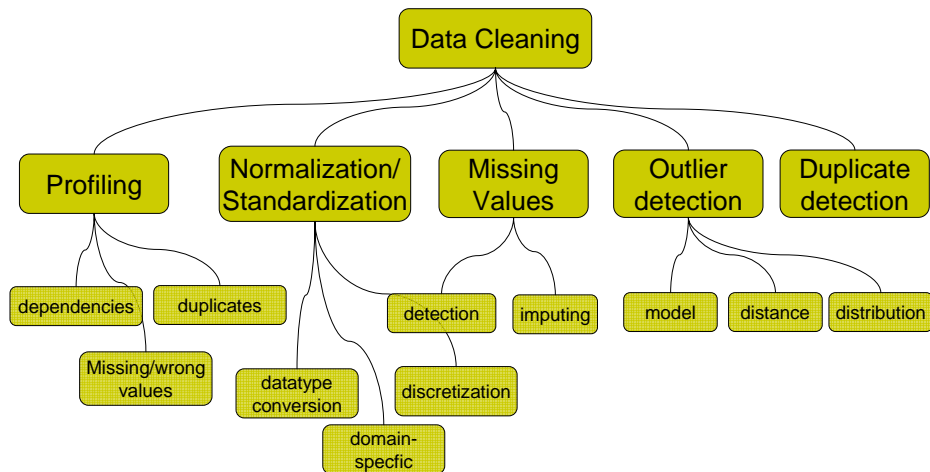 Data Cleaning
Profiling
Normalization/
Standardization
Missing
Values
Outlier
detection
Duplicate
detection
dependencies
duplicates
Missing/wrong
values
datatype
conversion
domain-
specfic
discretization
detection
imputing
model
distance
distribution